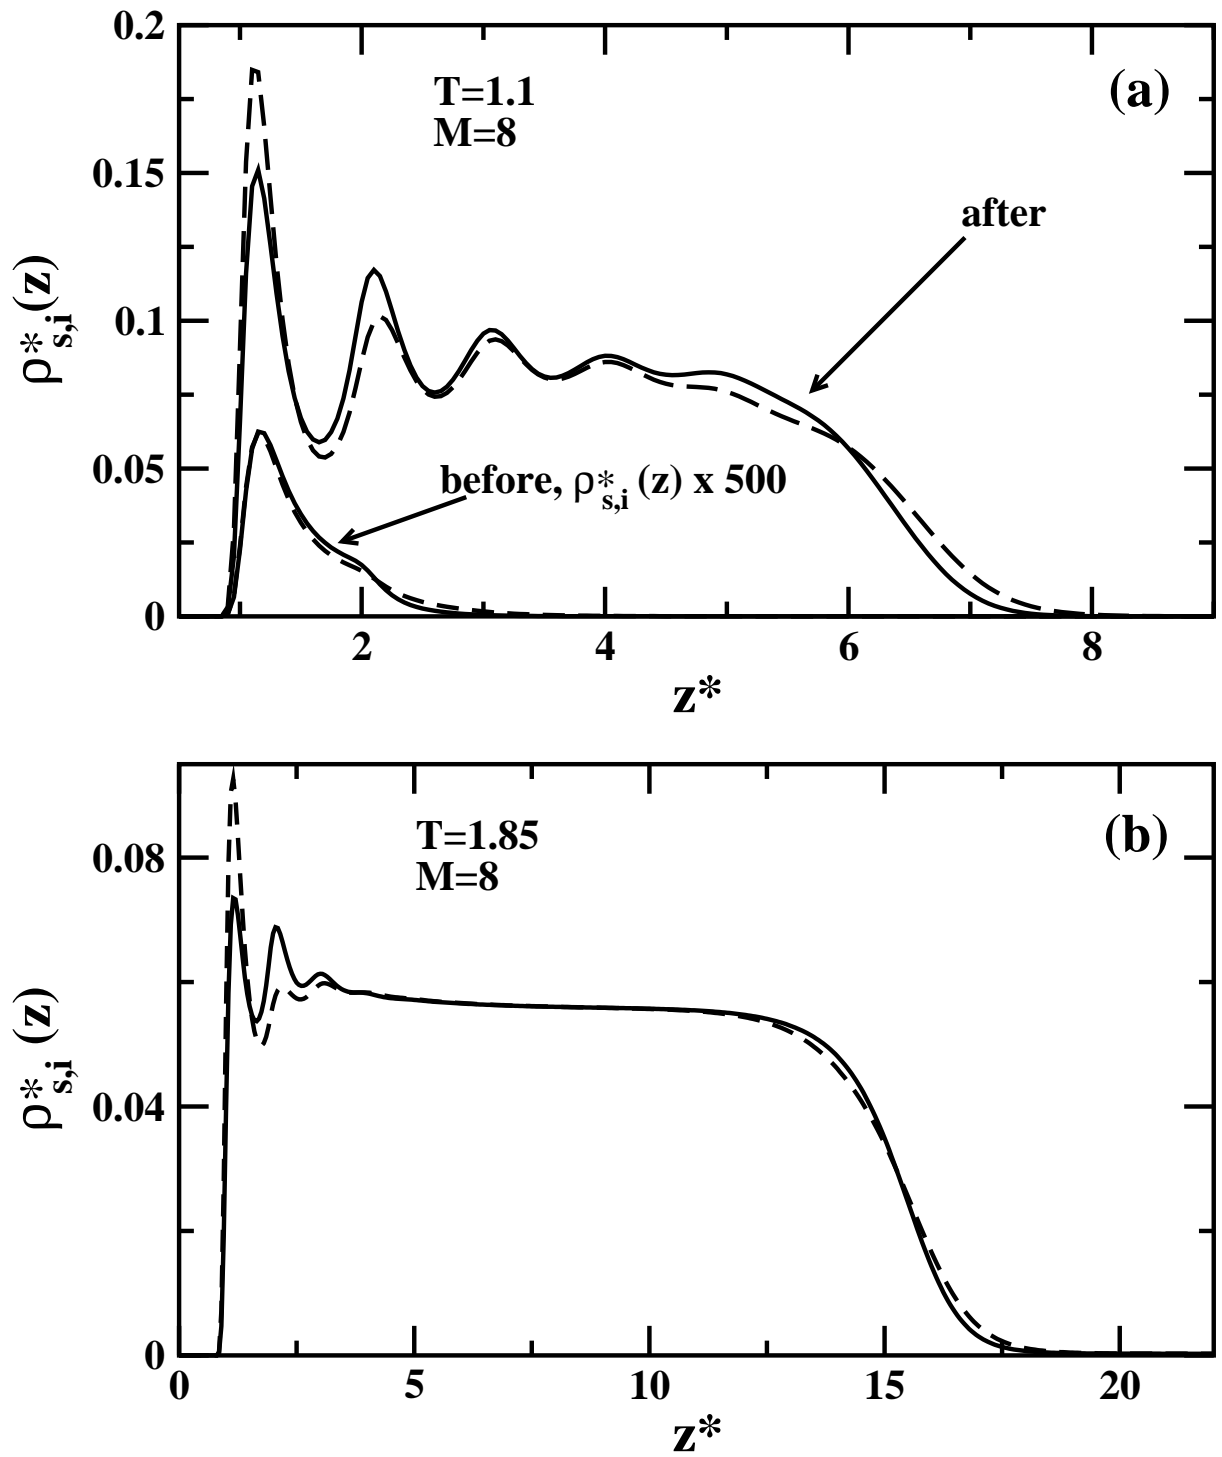 0.2
0.15
0.1
0.05
0
ρ*s,i(z)
T=1.1
M=8
(a)
after
before, ρ*s,i (z) x 500
2 4 6 8
z*
0.08
0.04
0
ρ*s,i (z)
T=1.85
M=8
(b)
0 5 10 15 20
z*